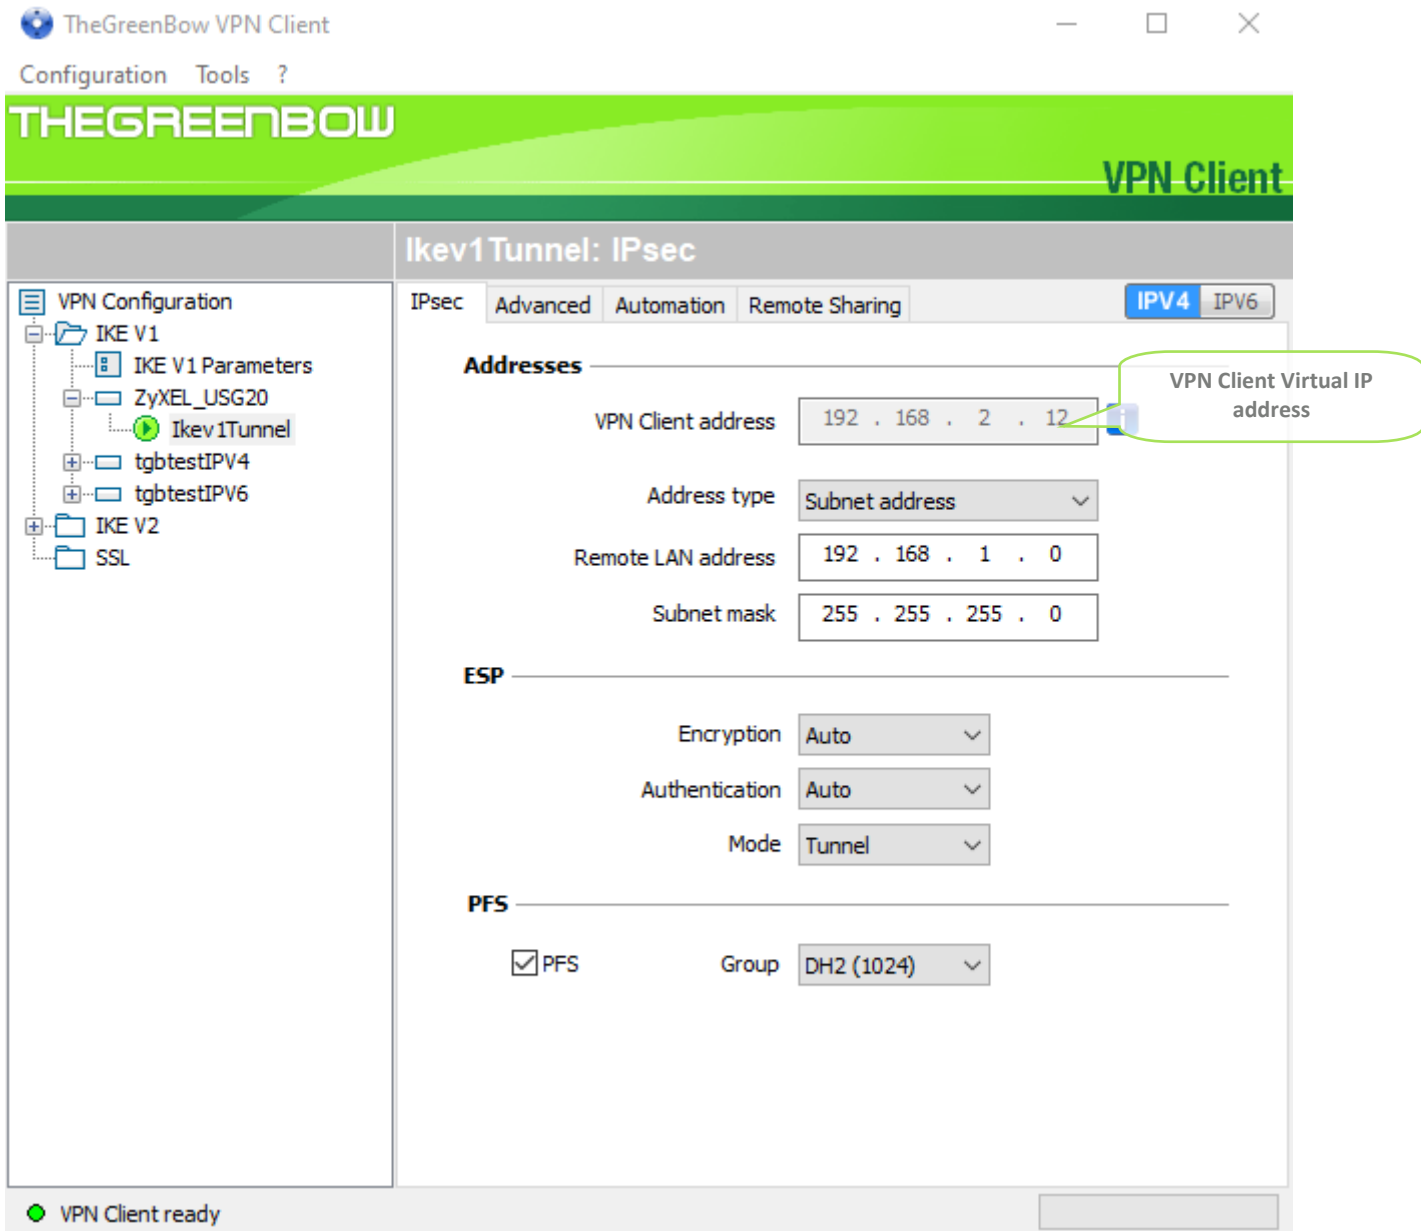 TheGreenBow VPN Client
Configuration Tools ?
THEGREENBOW
VPN Client
Ikev1Tunnel: IPsec
VPN Configuration
IKE V1
IKE V1 Parameters
ZyXEL_USG20
Ikev1Tunnel
tgbtestIPV4
tgbtestIPV6
IKE V2
SSL
IPsec Advanced Automation Remote Sharing IPV4 IPV6
Addresses
VPN Client address 192 . 168 . 2 . 12
VPN Client Virtual IP
address
Address type Subnet address
Remote LAN address 192 . 168 . 1 . 0
Subnet mask 255 . 255 . 255 . 0
ESP
Encryption Auto
Authentication Auto
Mode Tunnel
PFS
PFS Group DH2 (1024)
VPN Client ready